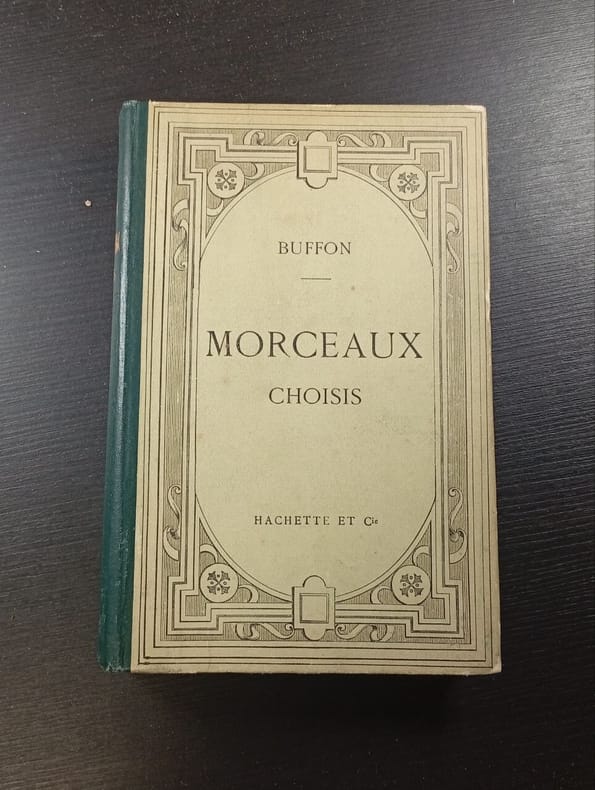 BUFFON
MORCEAUX
CHOISIS
HACHETTE ET Cie